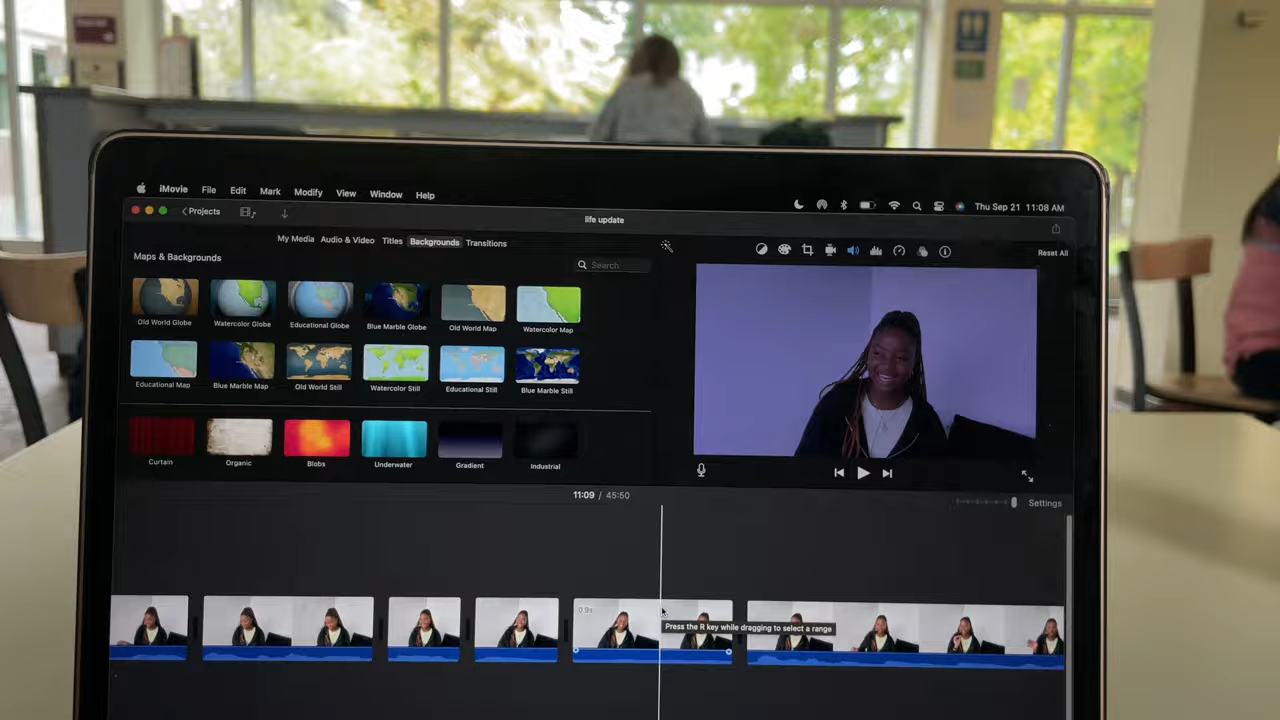 iMovie File Edit Mark Modify View Window Help
Thu Sep 21 11:08 AM
Projects
life update
My Media Audio & Video Titles Backgrounds Transitions
Reset All
Maps & Backgrounds
Search
Old World Globe Watercolor Globe Educational Globe Blue Marble Globe Old World Map Watercolor Map
Educational Map Blue Marble Map Old World Still Watercolor Still Educational Still Blue Marble Still
Curtain Organic Blobs Underwater Gradient Industrial
11:09 / 45:50
Settings
0.9s
Press the R key while dragging to select a range